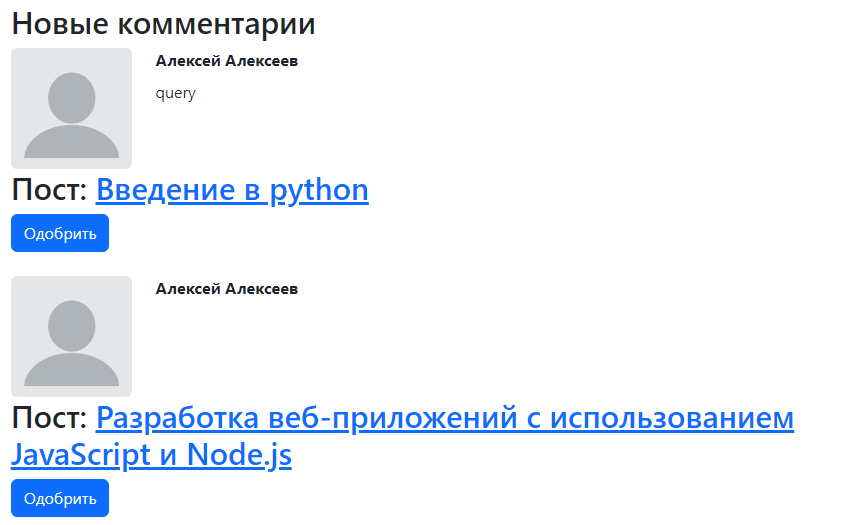 Новые комментарии
Алексей Алексеев
query
Пост: Введение в python
Одобрить
Алексей Алексеев
Пост: Разработка веб-приложений с использованием
JavaScript и Node.js
Одобрить